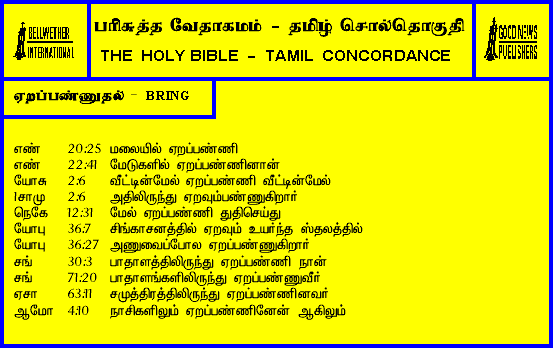 BELLWETHER
INTERNATIONAL
பரிசுத்த வேதாகமம் - தமிழ் சொல்தொகுதி
THE HOLY BIBLE - TAMIL CONCORDANCE
GOOD NEWS
PUBLISHERS
ஏறப்பண்ணுதல் - BRING
எண் 20:25 மலையில் ஏறப்பண்ணி
எண் 22:41 மேடுகளில் ஏறப்பண்ணினான்
யோசு 2:6 வீட்டின்மேல் ஏறப்பண்ணி வீட்டின்மேல்
1சாமு 2:6 அதிலிருந்து ஏறவும்பண்ணுகிறார்
நெகே 12:31 மேல் ஏறப்பண்ணி துதிசெய்து
யோபு 36:7 சிங்காசனத்தில் ஏறவும் உயர்ந்த ஸ்தலத்தில்
யோபு 36:27 அணுவைப்போல ஏறப்பண்ணுகிறார்
சங் 30:3 பாதாளத்திலிருந்து ஏறப்பண்ணி நான்
சங் 71:20 பாதாளங்களிலிருந்து ஏறப்பண்ணுவீர்
ஏசா 63:11 சமுத்திரத்திலிருந்து ஏறப்பண்ணினவர்
ஆமோ 4:10 நாசிகளிலும் ஏறப்பண்ணினேன் ஆகிலும்